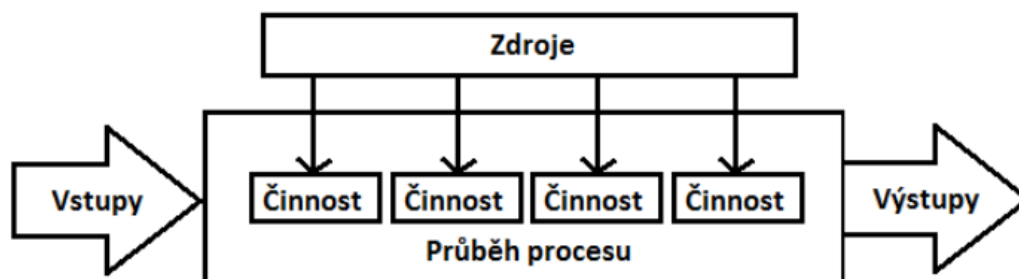 Zdroje
Vstupy
Činnost Činnost Činnost Činnost
Výstupy
Průběh procesu